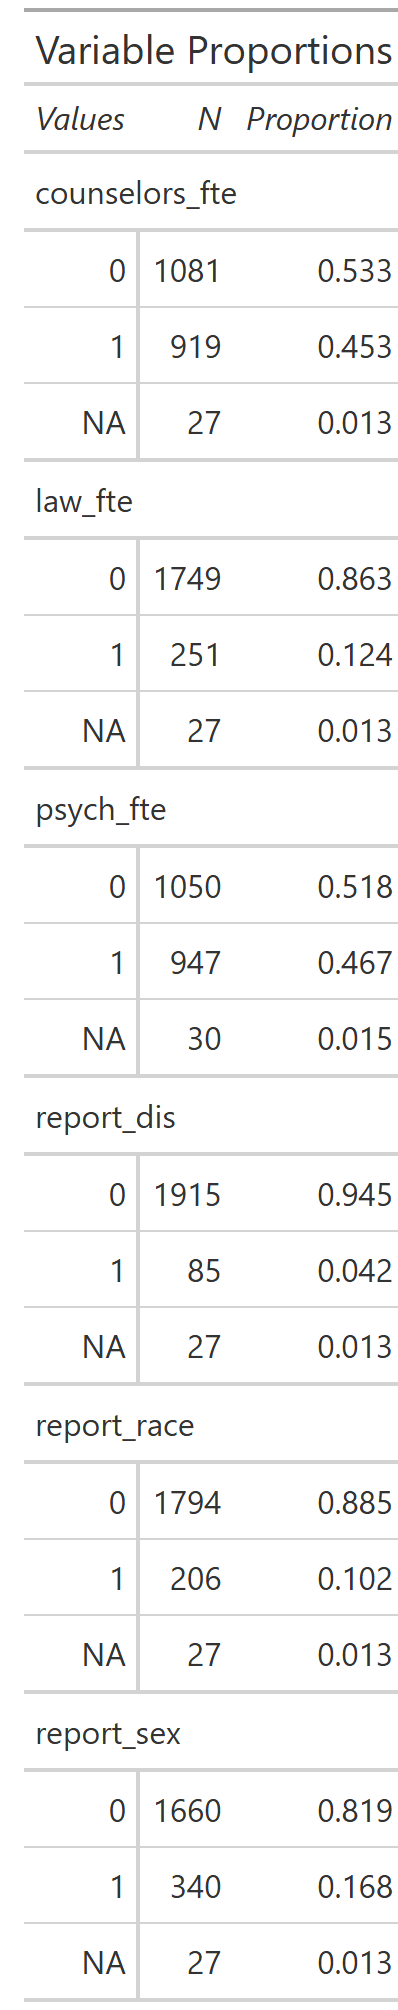 Variable Proportions
Values N Proportion
counselors_fte
0 1081 0.533
1 919 0.453
NA 27 0.013
law_fte
0 1749 0.863
1 251 0.124
NA 27 0.013
psych_fte
0 1050 0.518
1 947 0.467
NA 30 0.015
report_dis
0 1915 0.945
1 85 0.042
NA 27 0.013
report_race
0 1794 0.885
1 206 0.102
NA 27 0.013
report_sex
0 1660 0.819
1 340 0.168
NA 27 0.013